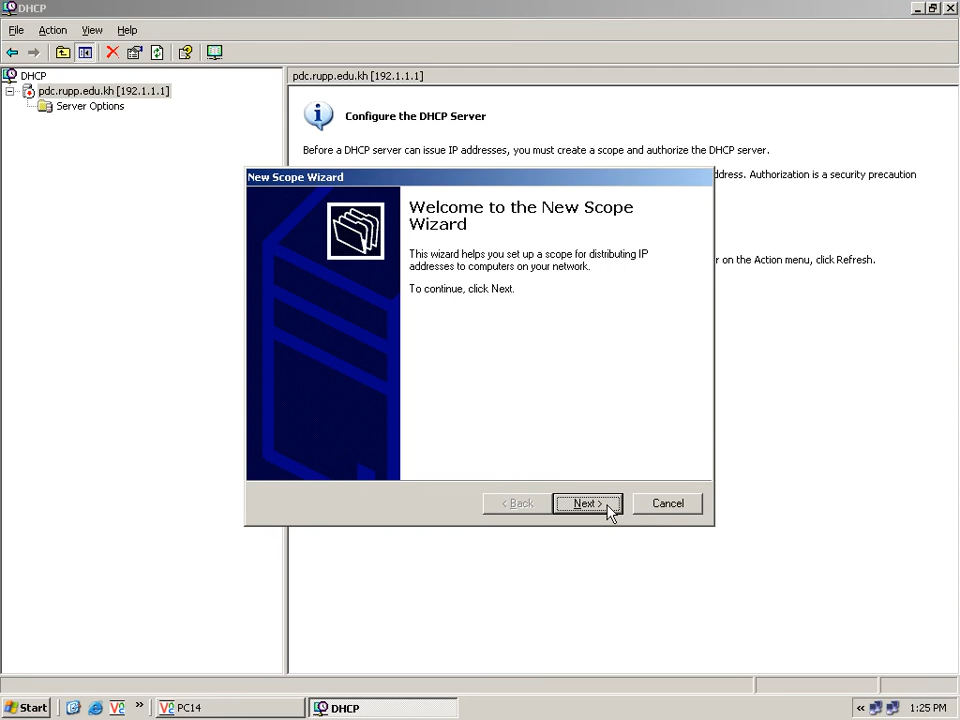 DHCP
File Action View Help
DHCP
pdc.rupp.edu.kh [192.1.1.1]
Server Options
pdc.rupp.edu.kh [192.1.1.1]
Configure the DHCP Server
Before a DHCP server can issue IP addresses, you must create a scope and authorize the DHCP server.
ddress. Authorization is a security precaution
r on the Action menu, click Refresh.
New Scope Wizard
Welcome to the New Scope
Wizard
This wizard helps you set up a scope for distributing IP
addresses to computers on your network.
To continue, click Next.
< Back Next > Cancel
Start V2 » V2 PC14 DHCP « 1:25 PM